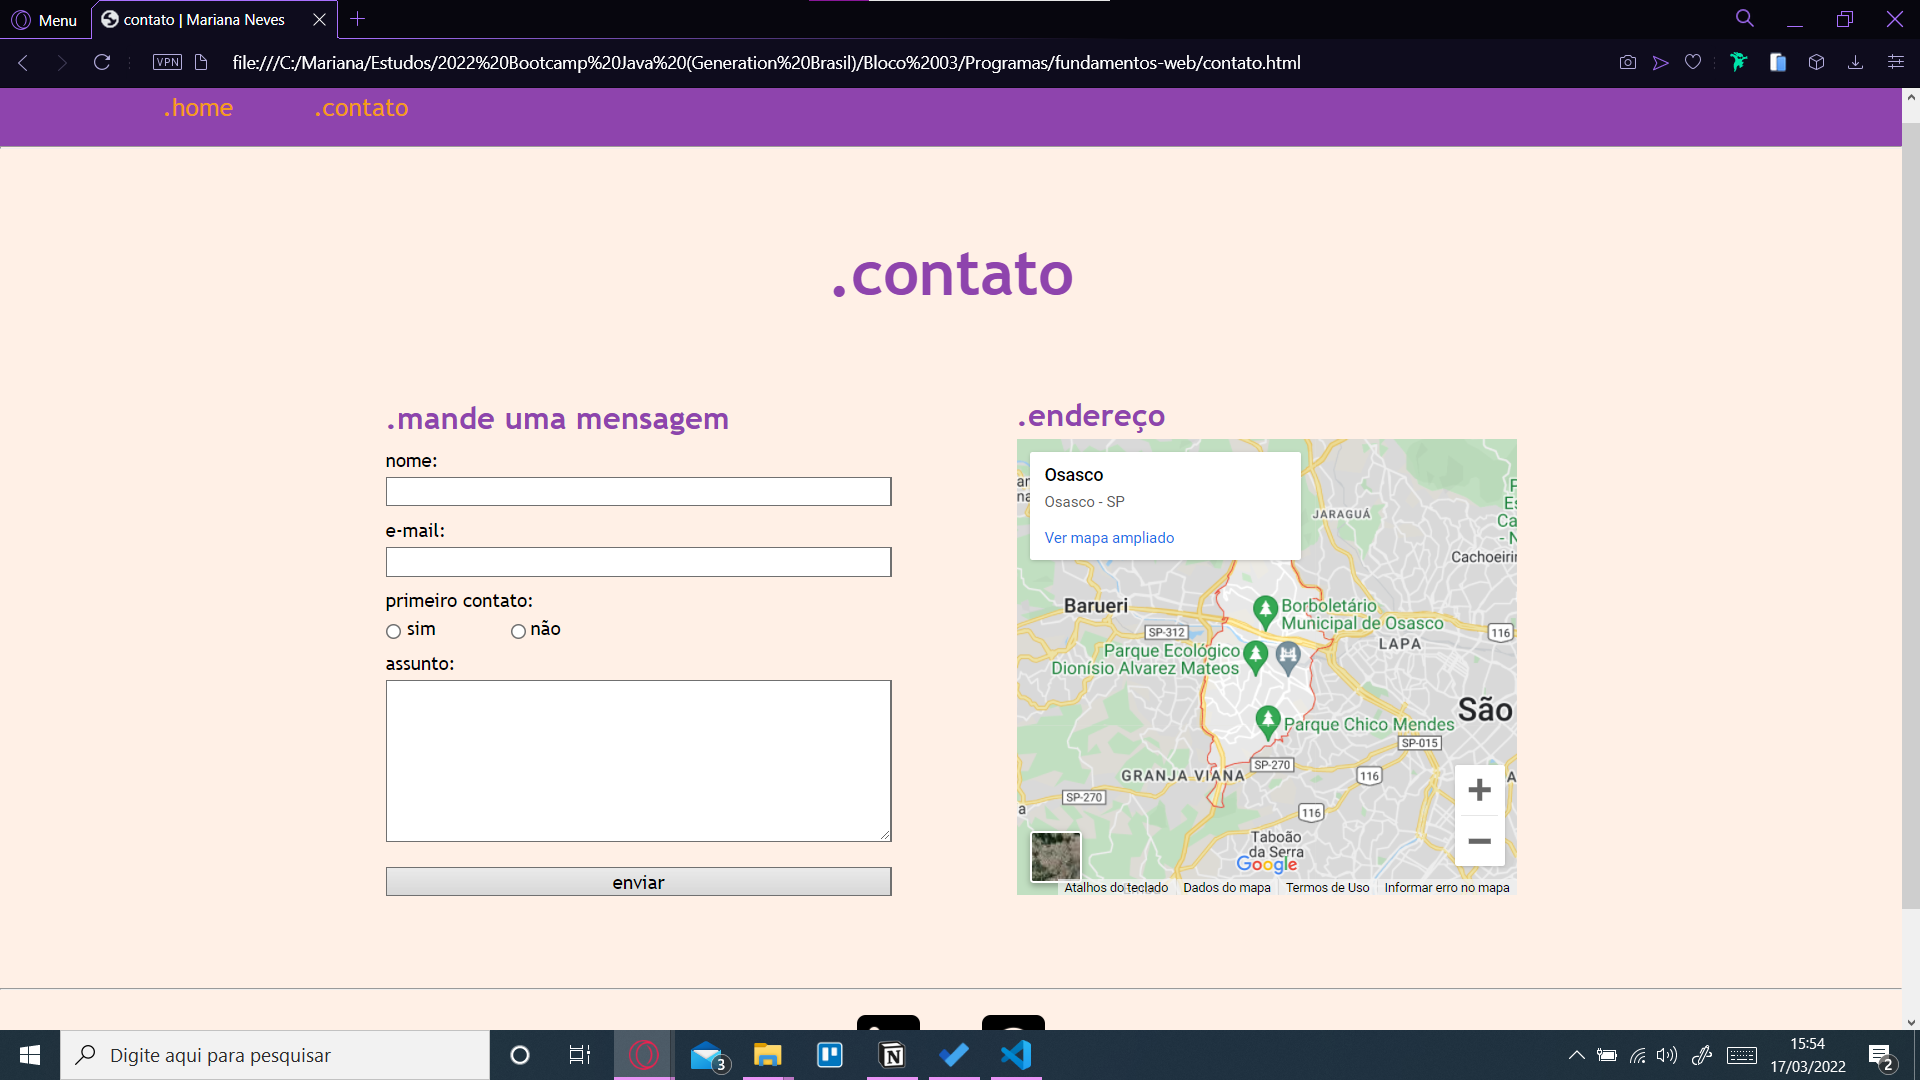 Menu
contato | Mariana Neves
VPN
file:///C:/Mariana/Estudos/2022%20Bootcamp%20Java%20(Generation%20Brasil)/Bloco%2003/Programas/fundamentos-web/contato.html
.home .contato
.contato
.mande uma mensagem
nome:
e-mail:
primeiro contato:
sim não
assunto:
enviar
.endereço
Osasco
Osasco - SP
Ver mapa ampliado
JARAGUÁ
Cachoeirin
Barueri
Borboletário
Municipal de Osasco
SP-312
116
LAPA
Parque Ecológico
Dionísio Alvarez Mateos
São
Parque Chico Mendes
SP-015
SP-270
GRANJA VIANA
116
SP-270
116
Taboão
da Serra
Google
Atalhos do teclado Dados do mapa Termos de Uso Informar erro no mapa
Digite aqui para pesquisar
3
15:54
17/03/2022
2